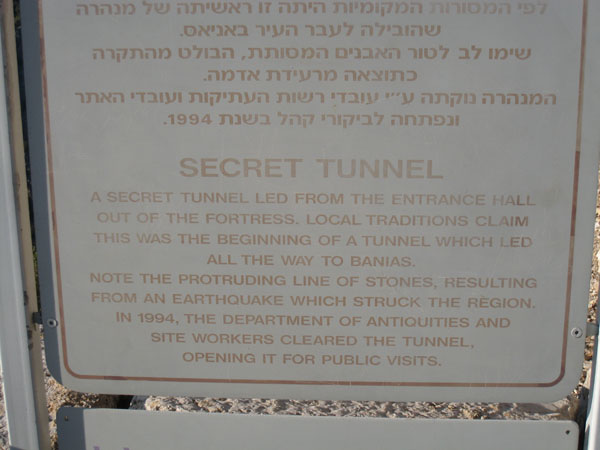 לפי המסורות המקומיות היתה זו ראשיתה של מנהרה
שהובילה לעבר העיר באניאס.
שימו לב לטור האבנים המסותת, הבולט מהתקרה
כתוצאה מרעידת אדמה.
המנהרה נוקתה ע״י עובדי רשות העתיקות ועובדי האתר
ונפתחה לביקורי קהל בשנת 1994.
SECRET TUNNEL
A SECRET TUNNEL LED FROM THE ENTRANCE HALL
OUT OF THE FORTRESS. LOCAL TRADITIONS CLAIM
THIS WAS THE BEGINNING OF A TUNNEL WHICH LED
ALL THE WAY TO BANIAS.
NOTE THE PROTRUDING LINE OF STONES, RESULTING
FROM AN EARTHQUAKE WHICH STRUCK THE REGION.
IN 1994, THE DEPARTMENT OF ANTIQUITIES AND
SITE WORKERS CLEARED THE TUNNEL,
OPENING IT FOR PUBLIC VISITS.